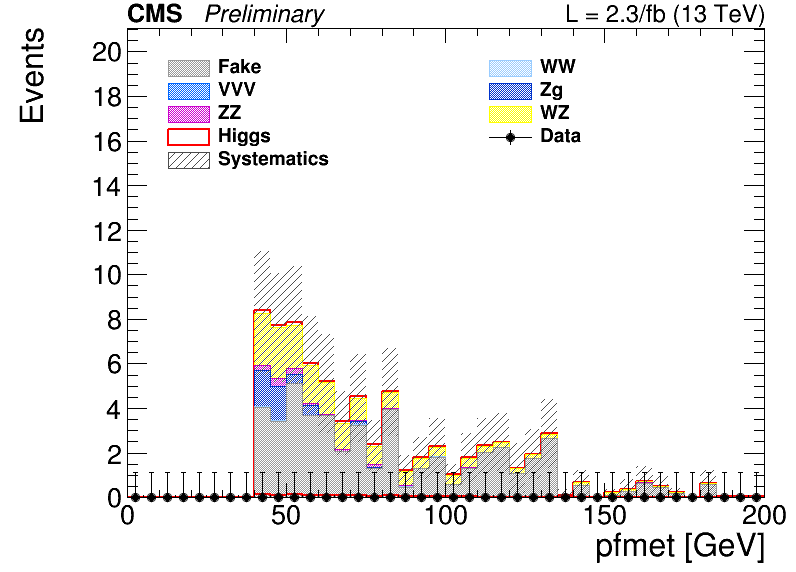 CMS Preliminary L = 2.3/fb (13 TeV)
Events
20
18
16
14
12
10
8
6
4
2
0
Fake WW
VVV Zg
ZZ WZ
Higgs Data
Systematics
0 50 100 150 200
pfmet [GeV]